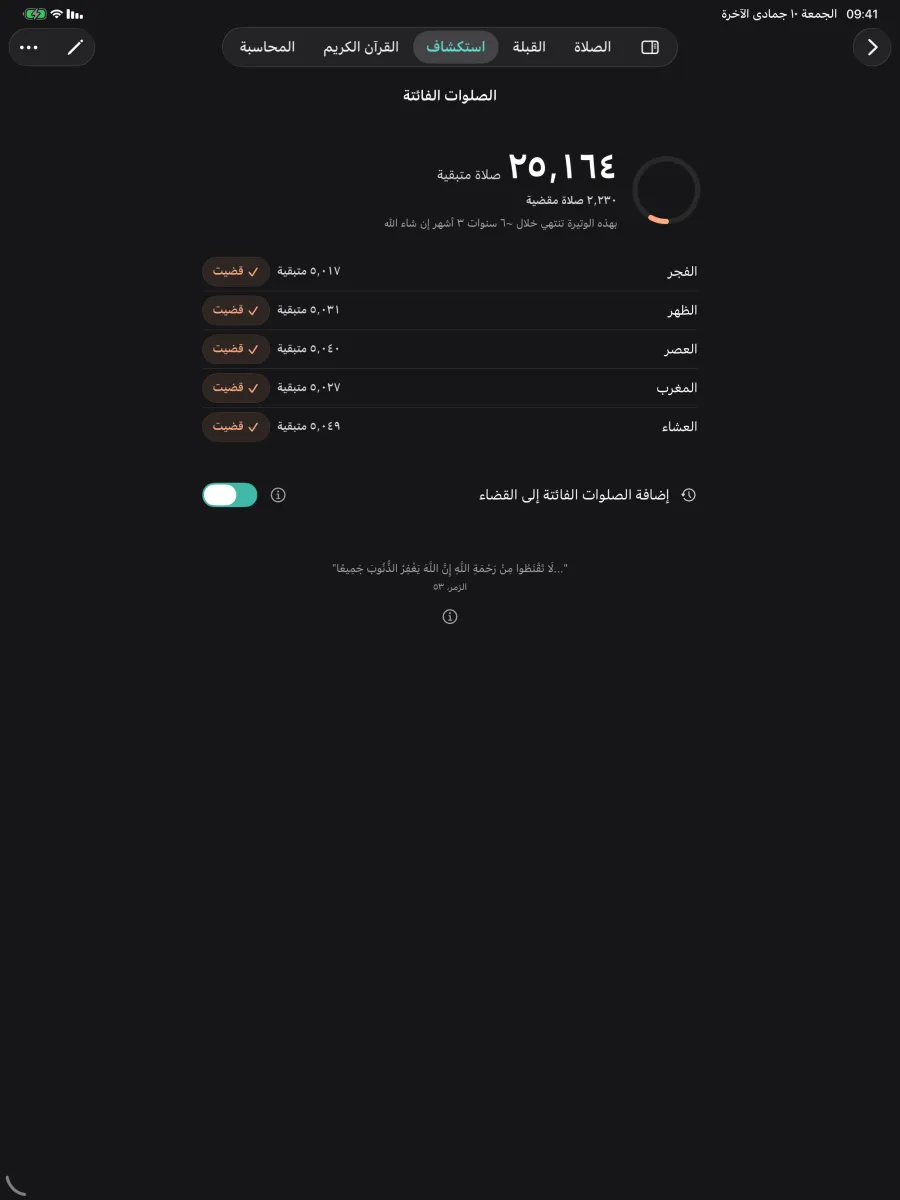 09:41 الجمعة ١٠ جمادى الآخرة
الصلاة القبلة استكشاف القرآن الكريم المحاسبة
الصلوات الفائتة
٢٥,١٦٤ صلاة متبقية
٢,٢٣٠ صلاة مقضية
بهذه الوتيرة تنتهي خلال ~٦ سنوات ٣ أشهر إن شاء الله
الفجر ٥,٠١٧ متبقية قضيت
الظهر ٥,٠٣١ متبقية قضيت
العصر ٥,٠٤٠ متبقية قضيت
المغرب ٥,٠٢٧ متبقية قضيت
العشاء ٥,٠٤٩ متبقية قضيت
إضافة الصلوات الفائتة إلى القضاء
"...لَا تَقْنَطُوا مِنْ رَحْمَةِ اللَّهِ إِنَّ اللَّهَ يَغْفِرُ الذُّنُوبَ جَمِيعًا"
الزمر، ٥٣